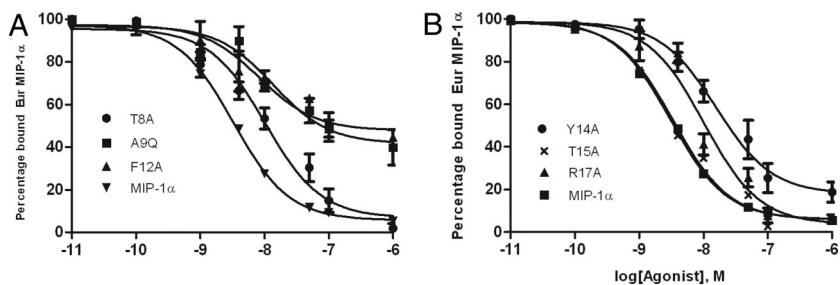 A
Percentage bound Eur MIP-1α
100
80
60
40
20
0
T8A
A9Q
F12A
MIP-1α
-11
-10
-9
-8
-7
-6
B
Percentage bound Eur MIP-1α
100
80
60
40
20
0
Y14A
T15A
R17A
MIP-1α
-11
-10
-9
-8
-7
-6
log[Agonist], M